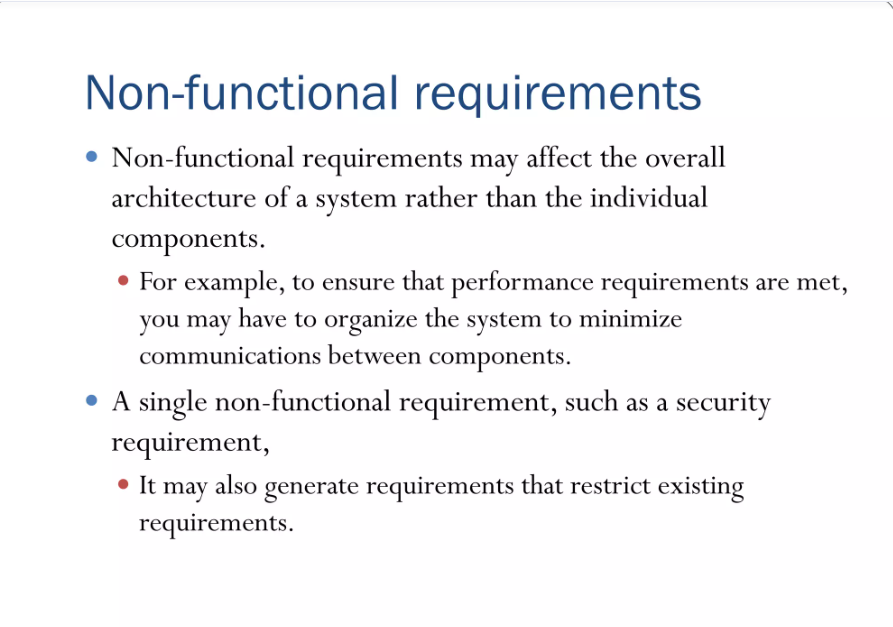 Non-functional requirements
Non-functional requirements may affect the overall
architecture of a system rather than the individual
components.
For example, to ensure that performance requirements are met,
you may have to organize the system to minimize
communications between components.
A single non-functional requirement, such as a security
requirement,
It may also generate requirements that restrict existing
requirements.